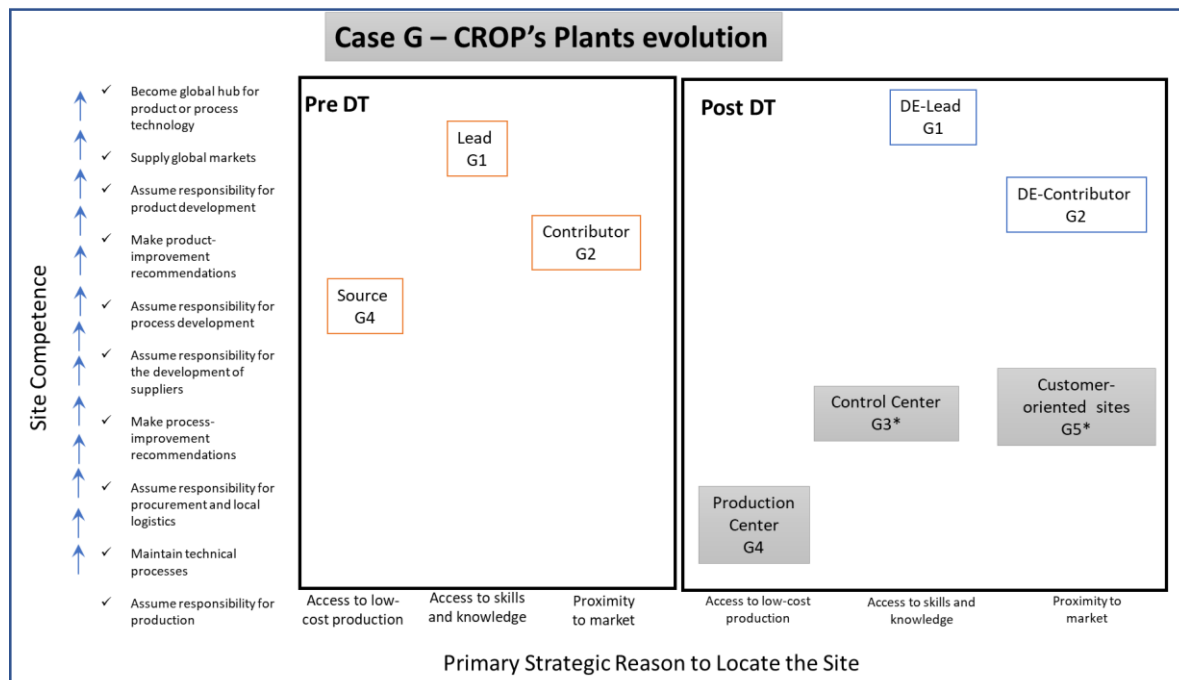 Case G – CROP's Plants evolution
Site Competence
✓ Become global hub for
product or process
technology
✓ Supply global markets
✓ Assume responsibility for
product development
✓ Make product-
improvement
recommendations
✓ Assume responsibility for
process development
✓ Assume responsibility for
the development of
suppliers
✓ Make process-
improvement
recommendations
✓ Assume responsibility for
procurement and local
logistics
✓ Maintain technical
processes
✓ Assume responsibility for
production
Pre DT
Lead
G1
Contributor
G2
Source
G4
Access to low-
cost production
Access to skills
and knowledge
Proximity
to market
Post DT
DE-Lead
G1
DE-Contributor
G2
Control Center
G3*
Customer-
oriented sites
G5*
Production
Center
G4
Access to low-cost
production
Access to skills and
knowledge
Proximity to
market
Primary Strategic Reason to Locate the Site